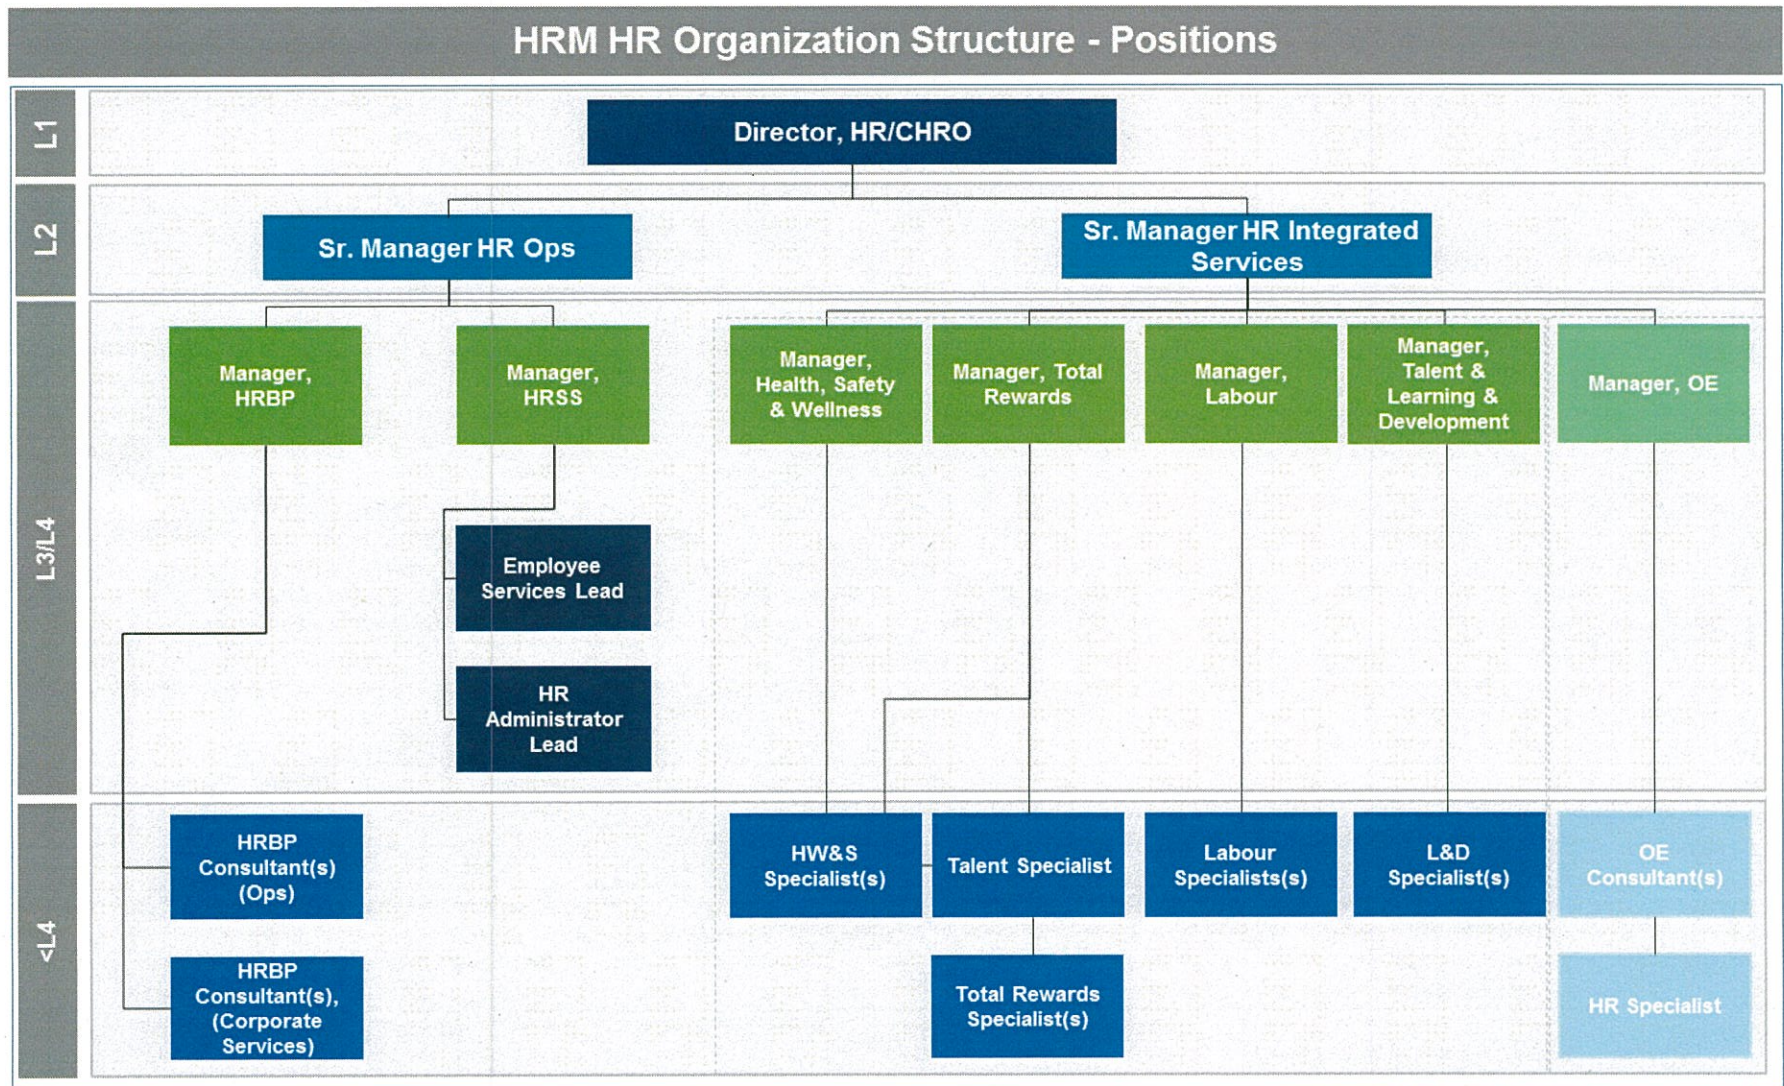 HRM HR Organization Structure - Positions
L1
Director, HR/CHRO
L2
Sr. Manager HR Ops
Sr. Manager HR Integrated
Services
L3/L4
Manager,
HRBP
Manager,
HRSS
Manager,
Health, Safety
& Wellness
Manager, Total
Rewards
Manager,
Labour
Manager,
Talent &
Learning &
Development
Manager, OE
Employee
Services Lead
HR
Administrator
Lead
<L4
HRBP
Consultant(s)
(Ops)
HW&S
Specialist(s)
Talent Specialist
Labour
Specialists(s)
L&D
Specialist(s)
OE
Consultant(s)
HRBP
Consultant(s),
(Corporate
Services)
Total Rewards
Specialist(s)
HR Specialist